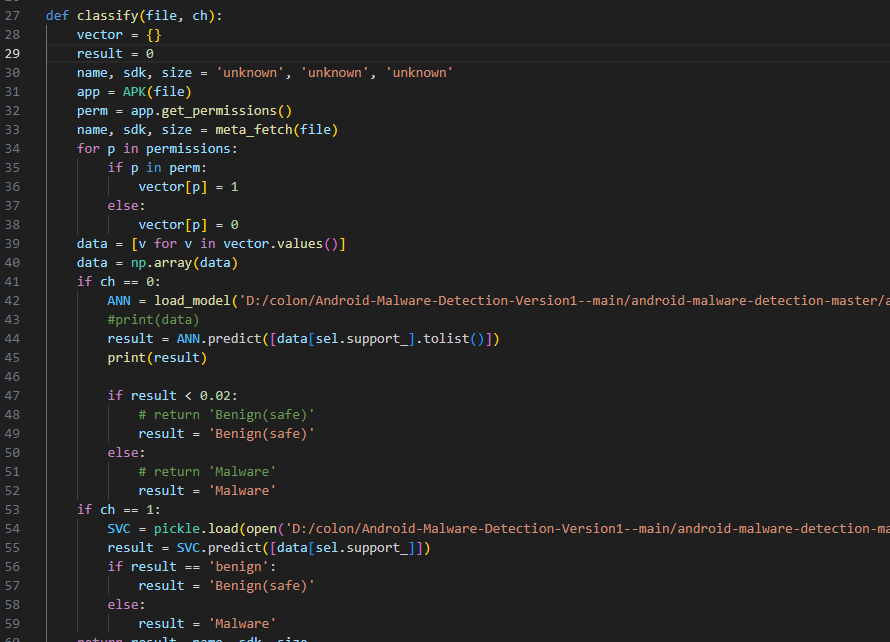 27 def classify(file, ch):
28     vector = {}
29     result = 0
30     name, sdk, size = 'unknown', 'unknown', 'unknown'
31     app = APK(file)
32     perm = app.get_permissions()
33     name, sdk, size = meta_fetch(file)
34     for p in permissions:
35         if p in perm:
36             vector[p] = 1
37         else:
38             vector[p] = 0
39     data = [v for v in vector.values()]
40     data = np.array(data)
41     if ch == 0:
42         ANN = load_model('D:/colon/Android-Malware-Detection-Version1--main/android-malware-detection-master/a
43         #print(data)
44         result = ANN.predict([data[sel.support_].tolist()])
45         print(result)
46
47         if result < 0.02:
48             # return 'Benign(safe)'
49             result = 'Benign(safe)'
50         else:
51             # return 'Malware'
52             result = 'Malware'
53     if ch == 1:
54         SVC = pickle.load(open('D:/colon/Android-Malware-Detection-Version1--main/android-malware-detection-ma
55         result = SVC.predict([data[sel.support_]])
56         if result == 'benign':
57             result = 'Benign(safe)'
58         else:
59             result = 'Malware'
60     return result, name, sdk, size